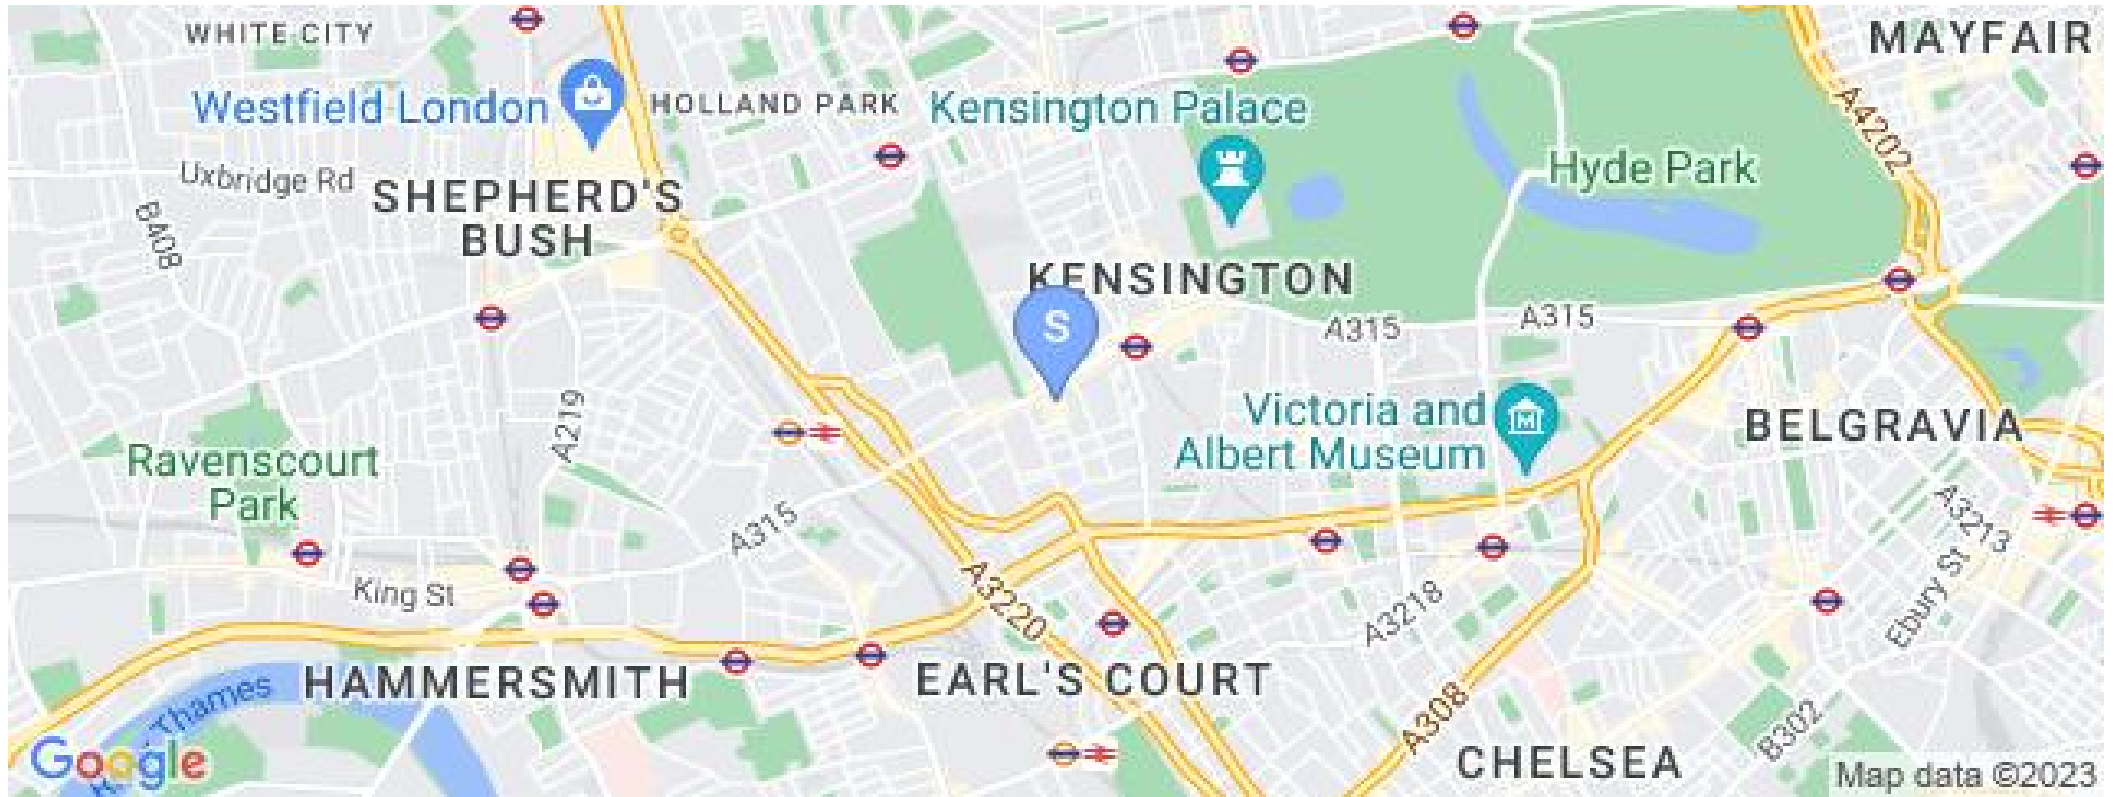 WHITE CITY
MAYFAIR
Westfield London
HOLLAND PARK
Kensington Palace
A4202
Uxbridge Rd
Hyde Park
SHEPHERD'S
BUSH
B408
KENSINGTON
S
A315
A315
A219
Victoria and
Albert Museum
M
BELGRAVIA
Ravenscourt
Park
A315
A3213
King St
A3220
A3218
Ebury St
HAMMERSMITH
EARL'S COURT
Thames
A308
B302
CHELSEA
Google
Map data ©2023